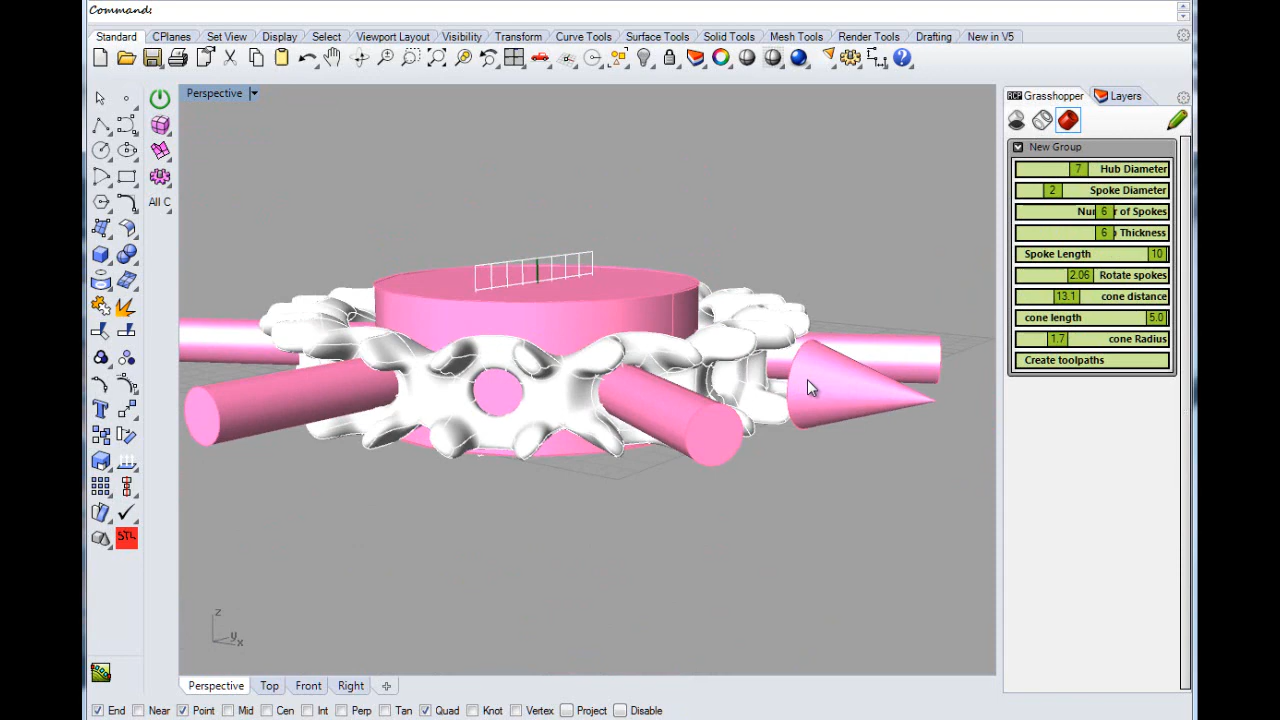 Command:
Standard CPlanes Set View Display Select Viewport Layout Visibility Transform Curve Tools Surface Tools Solid Tools Mesh Tools Render Tools Drafting New in V5
Perspective
All C
STL
z
y
x
RCP Grasshopper Layers
New Group
7 Hub Diameter
2 Spoke Diameter
Nu 6 r of Spokes
6 Thickness
Spoke Length 10
2.06 Rotate spokes
13.1 cone distance
cone length 5.0
1.7 cone Radius
Create toolpaths
Perspective Top Front Right
End Near Point Mid Cen Int Perp Tan Quad Knot Vertex Project Disable